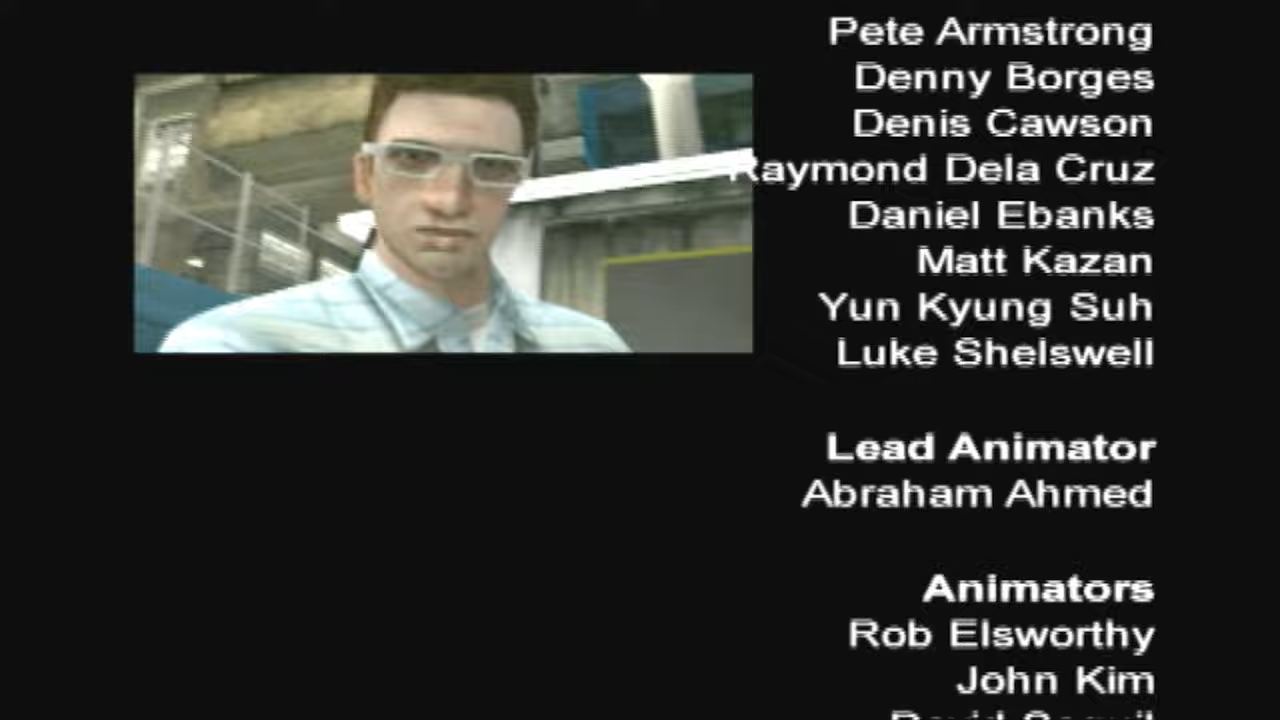 Pete Armstrong
Denny Borges
Denis Cawson
Raymond Dela Cruz
Daniel Ebanks
Matt Kazan
Yun Kyung Suh
Luke Shelswell
Lead Animator
Abraham Ahmed
Animators
Rob Elsworthy
John Kim